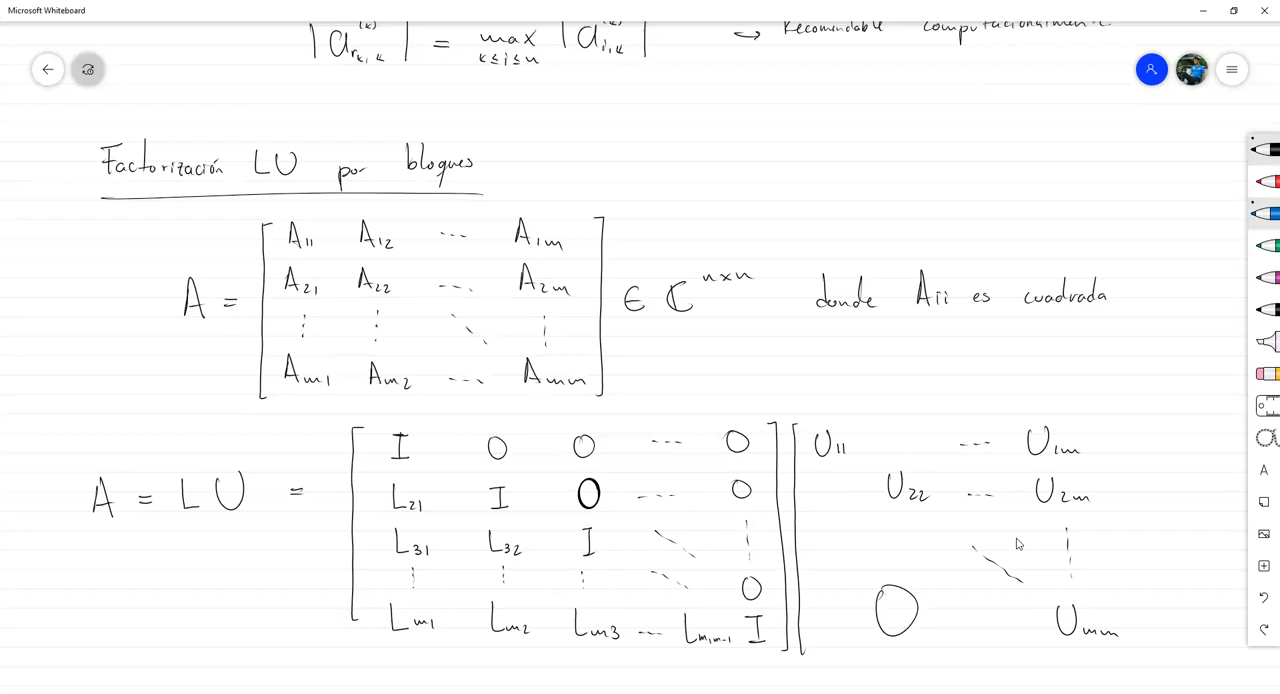 Microsoft Whiteboard
|a_{r_k,k}^{(k)}| = max_{k≤i≤n} |a_{i,k}^{(k)}| ↪ Recomendable computacionalmente
Factorización LU por bloques
A = [ A₁₁ A₁₂ ... A₁ₘ
A₂₁ A₂₂ ... A₂ₘ
⋮ ⋮ ⋱ ⋮
Aₘ₁ Aₘ₂ ... Aₘₘ ] ∈ ℂ^{n×n} donde Aᵢᵢ es cuadrada
A = LU = [ I 0 0 ... 0
L₂₁ I 0 ... 0
L₃₁ L₃₂ I ⋱ ⋮
⋮ ⋮ ⋮ ⋱ 0
Lₘ₁ Lₘ₂ Lₘ₃ ... L_{m,m-1} I ] [ U₁₁ ... U₁ₘ
U₂₂ ... U₂ₘ
⋱ ⋮
0 Uₘₘ
A